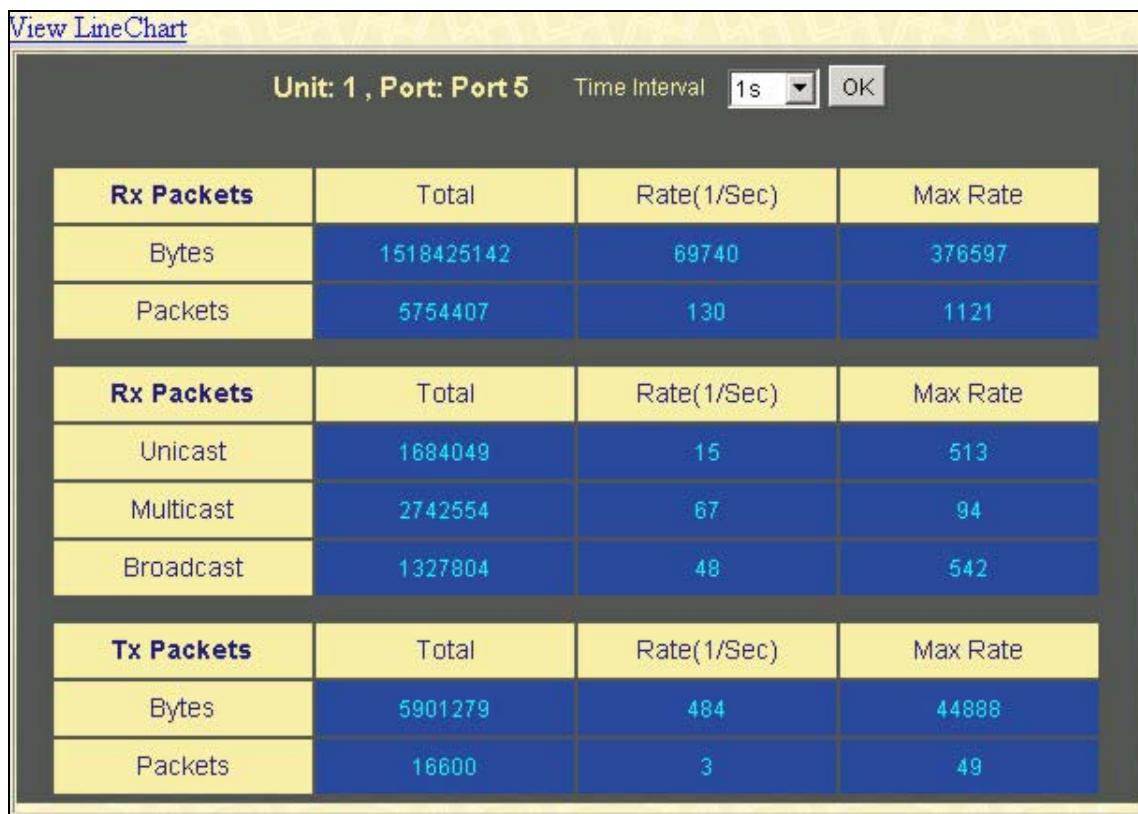 View LineChart
Unit: 1 , Port: Port 5 Time Interval 1s OK
Rx Packets Total Rate(1/Sec) Max Rate
Bytes 1518425142 69740 376597
Packets 5754407 130 1121
Rx Packets Total Rate(1/Sec) Max Rate
Unicast 1684049 15 513
Multicast 2742554 67 94
Broadcast 1327804 48 542
Tx Packets Total Rate(1/Sec) Max Rate
Bytes 5901279 484 44888
Packets 16600 3 49